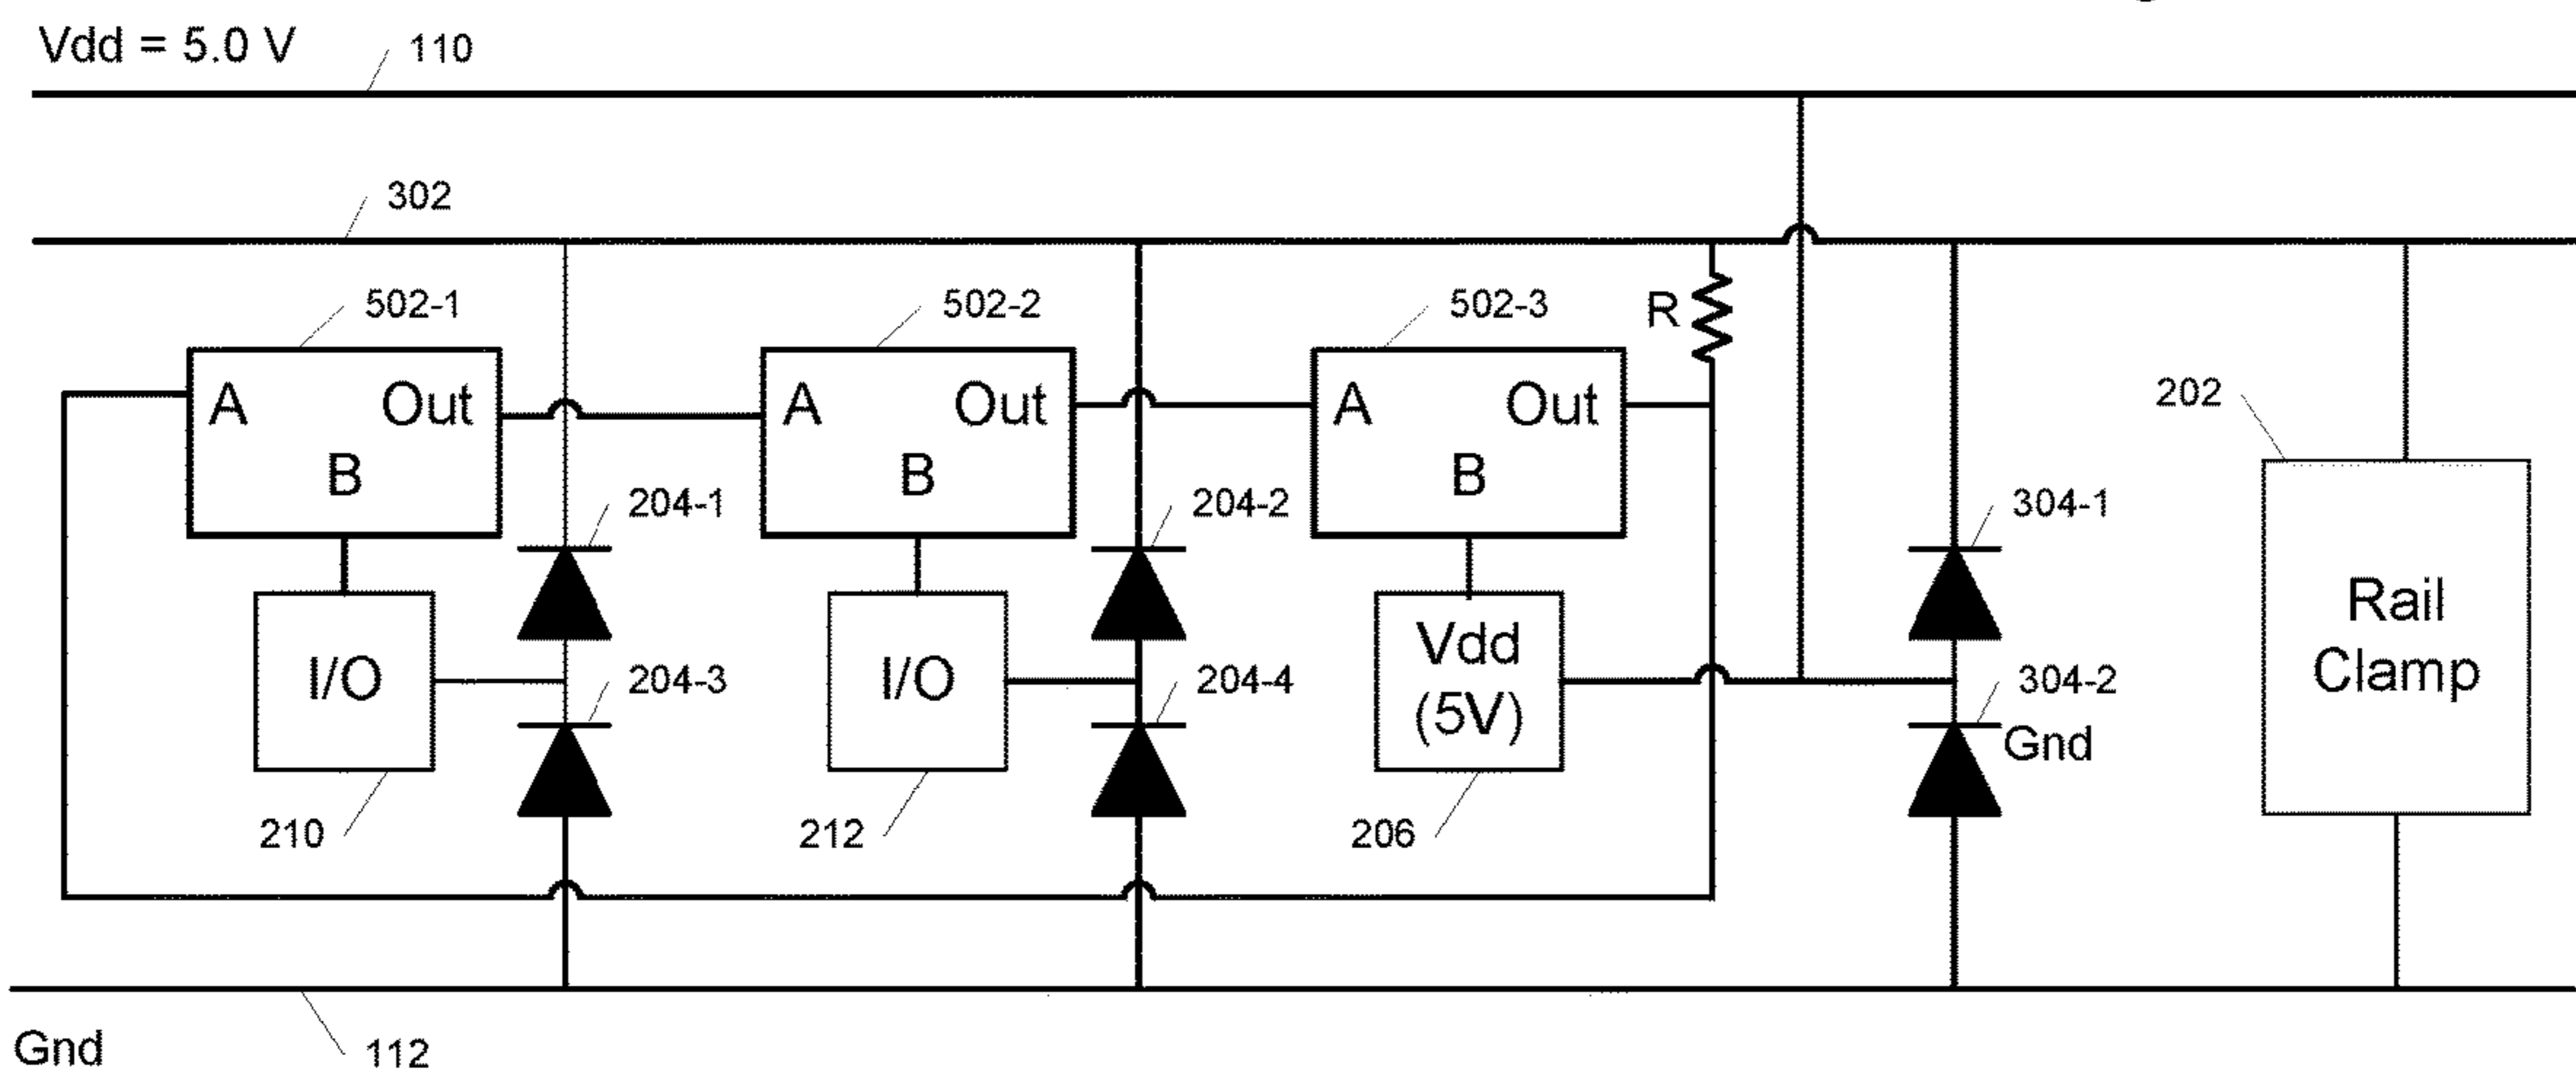 Vdd = 5.0 V
110
302
502-1
502-2
502-3
R
A Out
B
A Out
B
A Out
B
202
204-1
204-2
304-1
I/O
204-3
I/O
204-4
Vdd
(5V)
304-2
Gnd
Rail
Clamp
210
212
206
Gnd
112